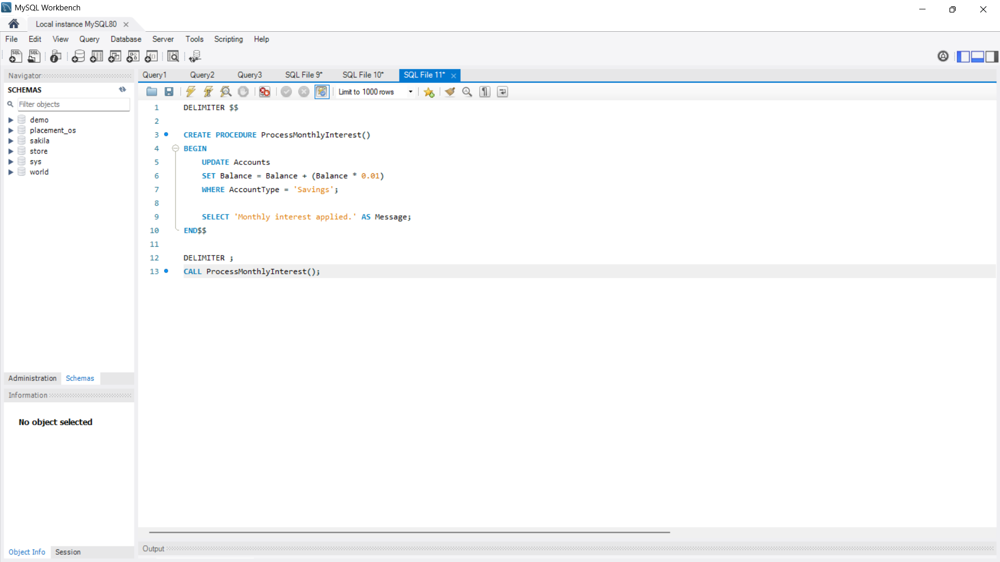 MySQL Workbench
Local instance MySQL80
File Edit View Query Database Server Tools Scripting Help
Navigator
Query1 Query2 Query3 SQL File 9* SQL File 10* SQL File 11*
SCHEMAS
Filter objects
Limit to 1000 rows
demo
placement_os
sakila
store
sys
world
1 DELIMITER $$
2
3 CREATE PROCEDURE ProcessMonthlyInterest()
4 BEGIN
5 UPDATE Accounts
6 SET Balance = Balance + (Balance * 0.01)
7 WHERE AccountType = 'Savings';
8
9 SELECT 'Monthly interest applied.' AS Message;
10 END$$
11
12 DELIMITER ;
13 CALL ProcessMonthlyInterest();
Administration Schemas
Information
No object selected
Object Info Session
Output